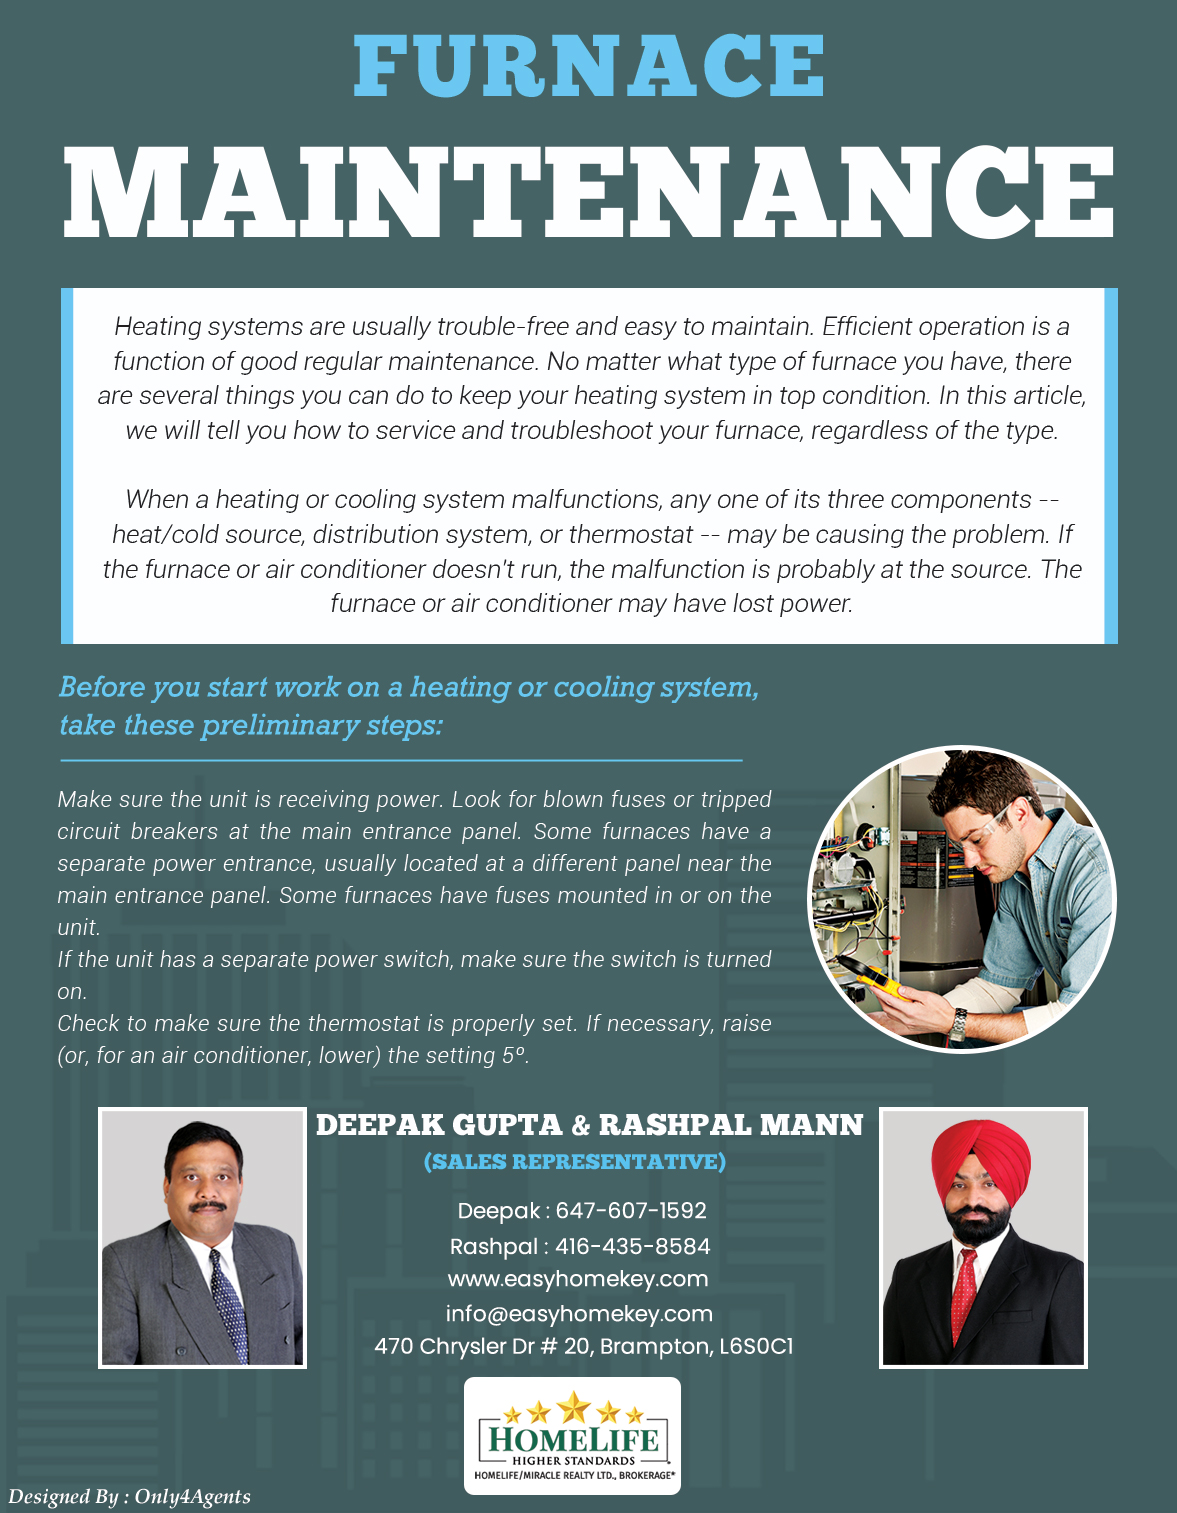 FURNACE
MAINTENANCE
Heating systems are usually trouble-free and easy to maintain. Efficient operation is a
function of good regular maintenance. No matter what type of furnace you have, there
are several things you can do to keep your heating system in top condition. In this article,
we will tell you how to service and troubleshoot your furnace, regardless of the type.
When a heating or cooling system malfunctions, any one of its three components --
heat/cold source, distribution system, or thermostat -- may be causing the problem. If
the furnace or air conditioner doesn't run, the malfunction is probably at the source. The
furnace or air conditioner may have lost power.
Before you start work on a heating or cooling system,
take these preliminary steps:
Make sure the unit is receiving power. Look for blown fuses or tripped
circuit breakers at the main entrance panel. Some furnaces have a
separate power entrance, usually located at a different panel near the
main entrance panel. Some furnaces have fuses mounted in or on the
unit.
If the unit has a separate power switch, make sure the switch is turned
on.
Check to make sure the thermostat is properly set. If necessary, raise
(or, for an air conditioner, lower) the setting 5º.
DEEPAK GUPTA & RASHPAL MANN
(SALES REPRESENTATIVE)
Deepak : 647-607-1592
Rashpal : 416-435-8584
www.easyhomekey.com
info@easyhomekey.com
470 Chrysler Dr # 20, Brampton, L6S0C1
HOMELIFE
HIGHER STANDARDS
HOMELIFE/MIRACLE REALTY LTD., BROKERAGE*
Designed By : Only4Agents